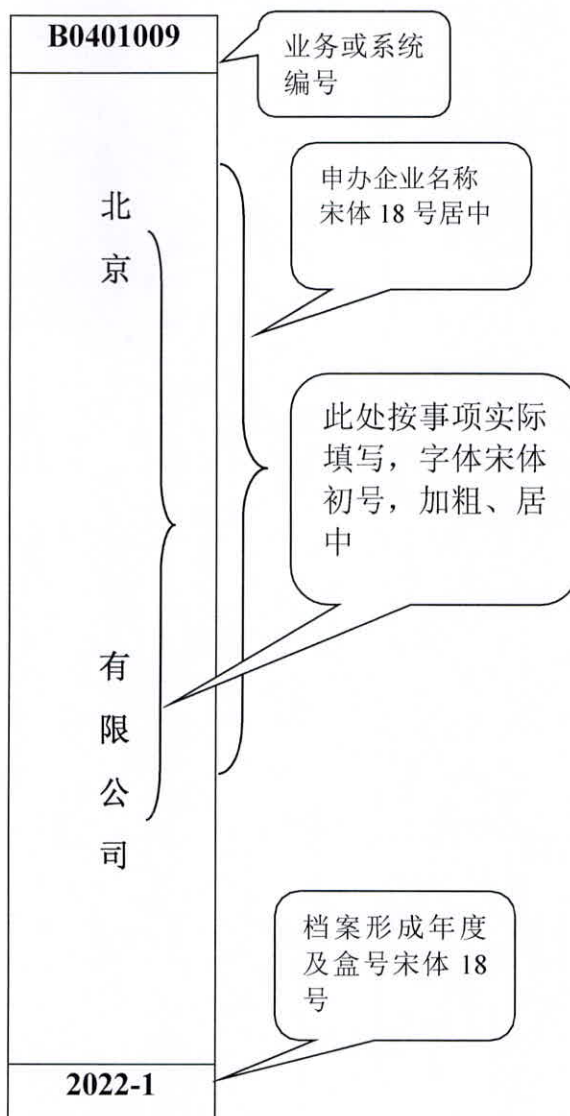 B0401009
业务或系统
编号
申办企业名称
宋体 18 号居中
北
京
此处按事项实际
填写，字体宋体
初号，加粗、居
中
有
限
公
司
档案形成年度
及盒号宋体 18
号
2022-1